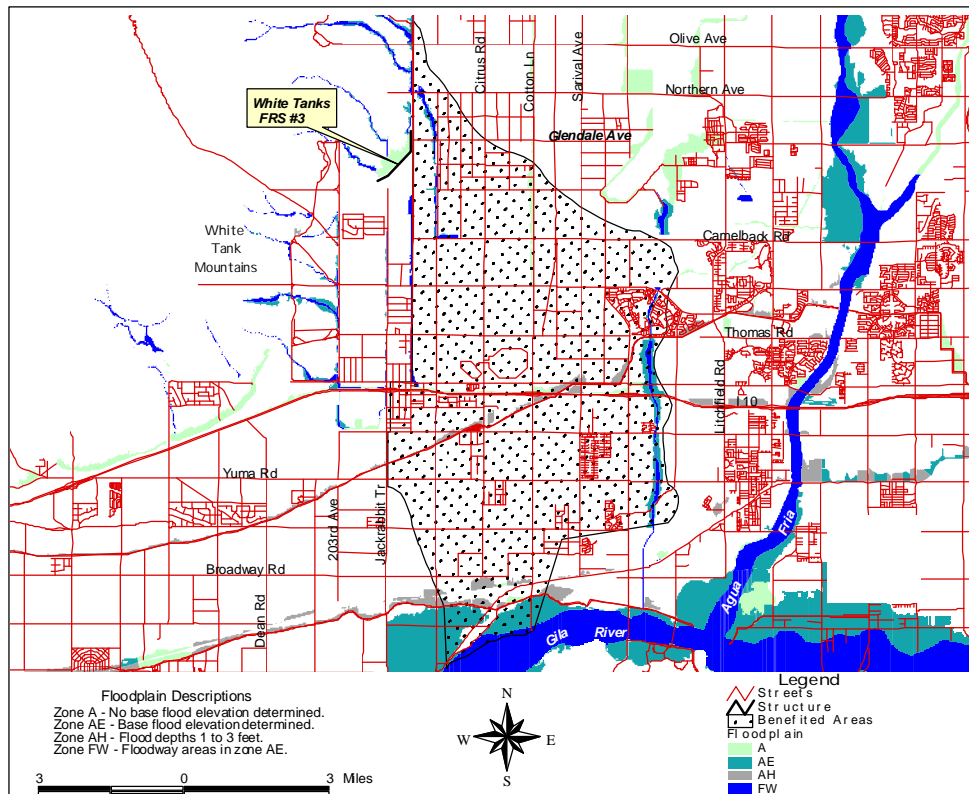 Olive Ave
Citrus Rd
Cotton Ln
Sarival Ave
Northern Ave
White Tanks
FRS #3
Glendale Ave
Camelback Rd
White
Tank
Mountains
Thomas Rd
Litchfield Rd
I 10
Yuma Rd
203rd Ave
Jackrabbit Tr
Agua Fria
Broadway Rd
Dean Rd
Gila River
Floodplain Descriptions
Zone A - No base flood elevation determined.
Zone AE - Base flood elevation determined.
Zone AH - Flood depths 1 to 3 feet.
Zone FW - Floodway areas in zone AE.
3 0 3 Miles
N
W E
S
Legend
Streets
Structure
Benefited Areas
Floodplain
A
AE
AH
FW